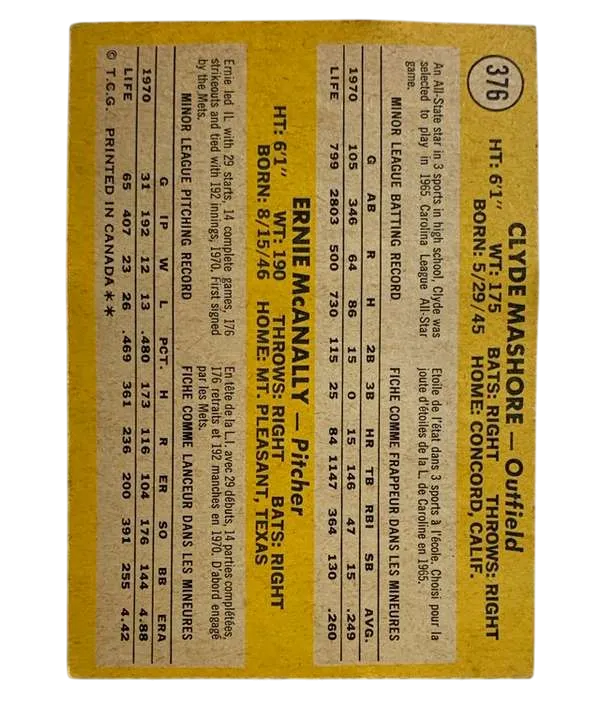 376
CLYDE MASHORE — Outfield
HT: 6'1" WT: 175 BATS: RIGHT THROWS: RIGHT
BORN: 5/29/45 HOME: CONCORD, CALIF.
An All-State star in 3 sports in high school, Clyde was
selected to play in 1965 Carolina League All-Star
game.
Etoile de l'état dans 3 sports à l'école. Choisi pour la
joute d'étoiles de la L. de Caroline en 1965.
MINOR LEAGUE BATTING RECORD FICHE COMME FRAPPEUR DANS LES MINEURES
G AB R H 2B 3B HR TB RBI SB AVG.
1970 105 346 64 86 15 0 15 146 47 15 .249
LIFE 799 2803 500 730 115 25 84 1147 364 130 .260
ERNIE McANALLY — Pitcher
HT: 6'1" WT: 190 THROWS: RIGHT BATS: RIGHT
BORN: 8/15/46 HOME: MT. PLEASANT, TEXAS
Ernie led IL with 29 starts, 14 complete games, 176
strikeouts and tied with 192 innings, 1970. First signed
by the Mets.
En tête de la L.I. avec 29 débuts, 14 parties complétées,
176 retraits et 192 manches en 1970. D'abord engagé
par les Mets.
MINOR LEAGUE PITCHING RECORD FICHE COMME LANCEUR DANS LES MINEURES
G IP W L PCT. H R ER SO BB ERA
1970 31 192 12 13 .480 173 116 104 176 144 4.88
LIFE 65 407 23 26 .469 361 236 200 391 255 4.42
© T.C.G. PRINTED IN CANADA**